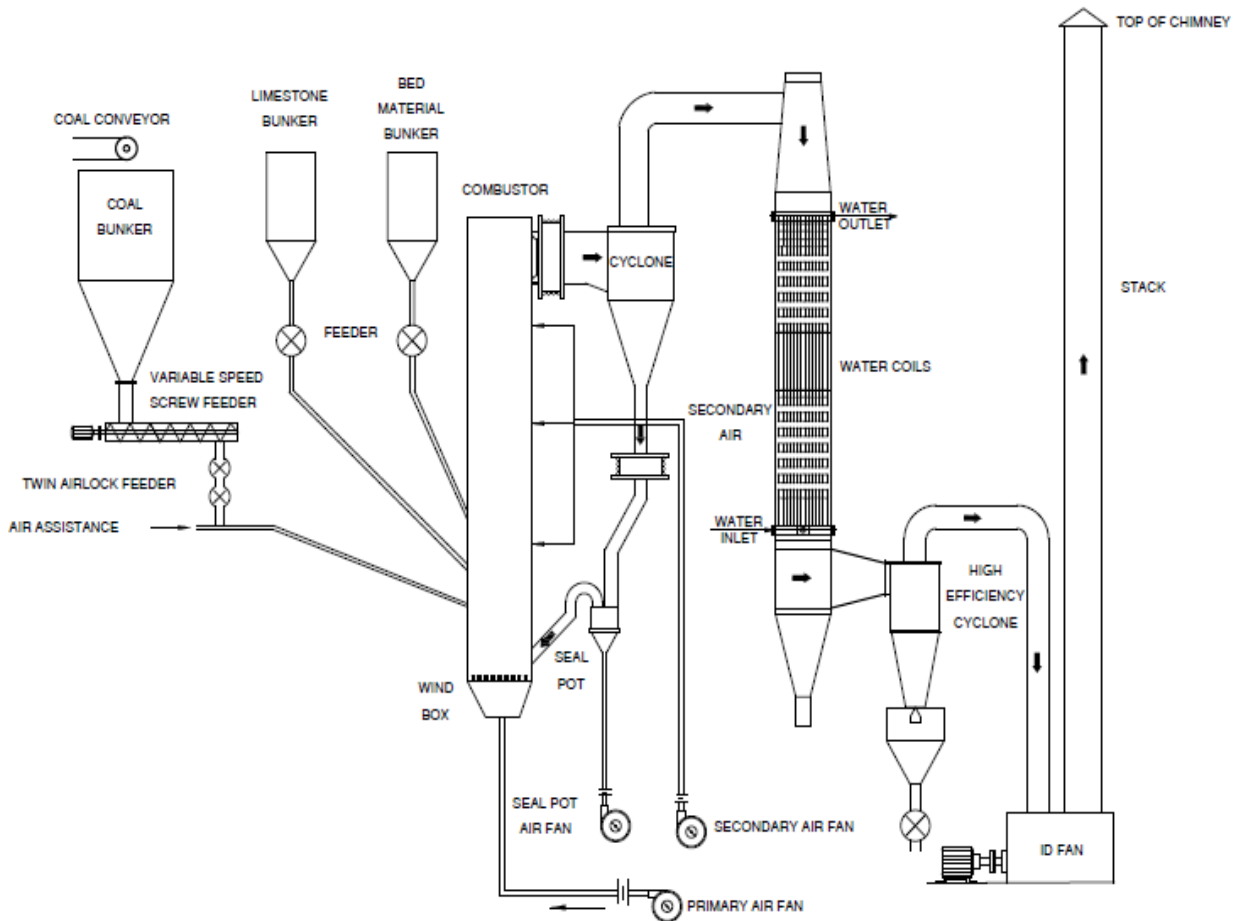 TOP OF CHIMNEY
BED
MATERIAL
BUNKER
LIMESTONE
BUNKER
COAL CONVEYOR
COAL
BUNKER
COMBUSTOR
CYCLONE
WATER
OUTLET
STACK
FEEDER
WATER COILS
VARIABLE SPEED
SCREW FEEDER
SECONDARY
AIR
TWIN AIRLOCK FEEDER
AIR ASSISTANCE
WATER
INLET
HIGH
EFFICIENCY
CYCLONE
SEAL
POT
WIND
BOX
SEAL POT
AIR FAN
SECONDARY AIR FAN
ID FAN
PRIMARY AIR FAN